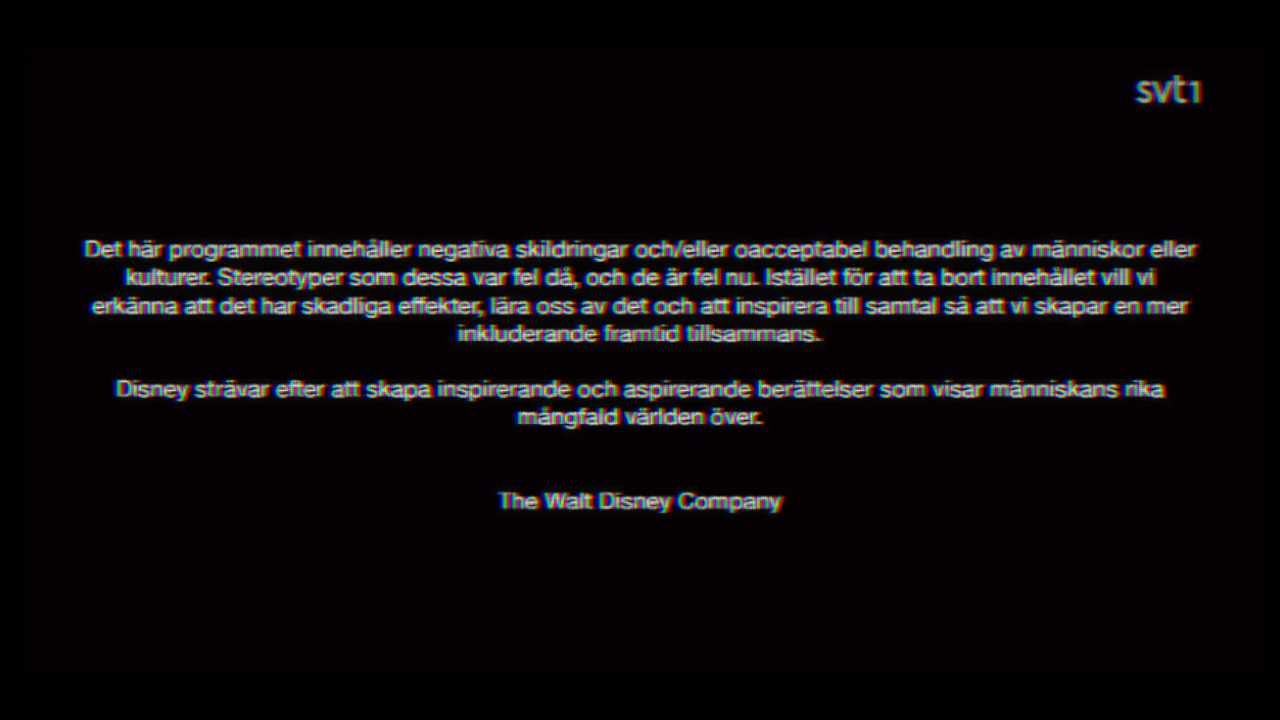 svt1
Det här programmet innehåller negativa skildringar och/eller oacceptabel behandling av människor eller
kulturer. Stereotyper som dessa var fel då, och de är fel nu. Istället för att ta bort innehållet vill vi
erkänna att det har skadliga effekter, lära oss av det och att inspirera till samtal så att vi skapar en mer
inkluderande framtid tillsammans.
Disney strävar efter att skapa inspirerande och aspirerande berättelser som visar människans rika
mångfald världen över.
The Walt Disney Company